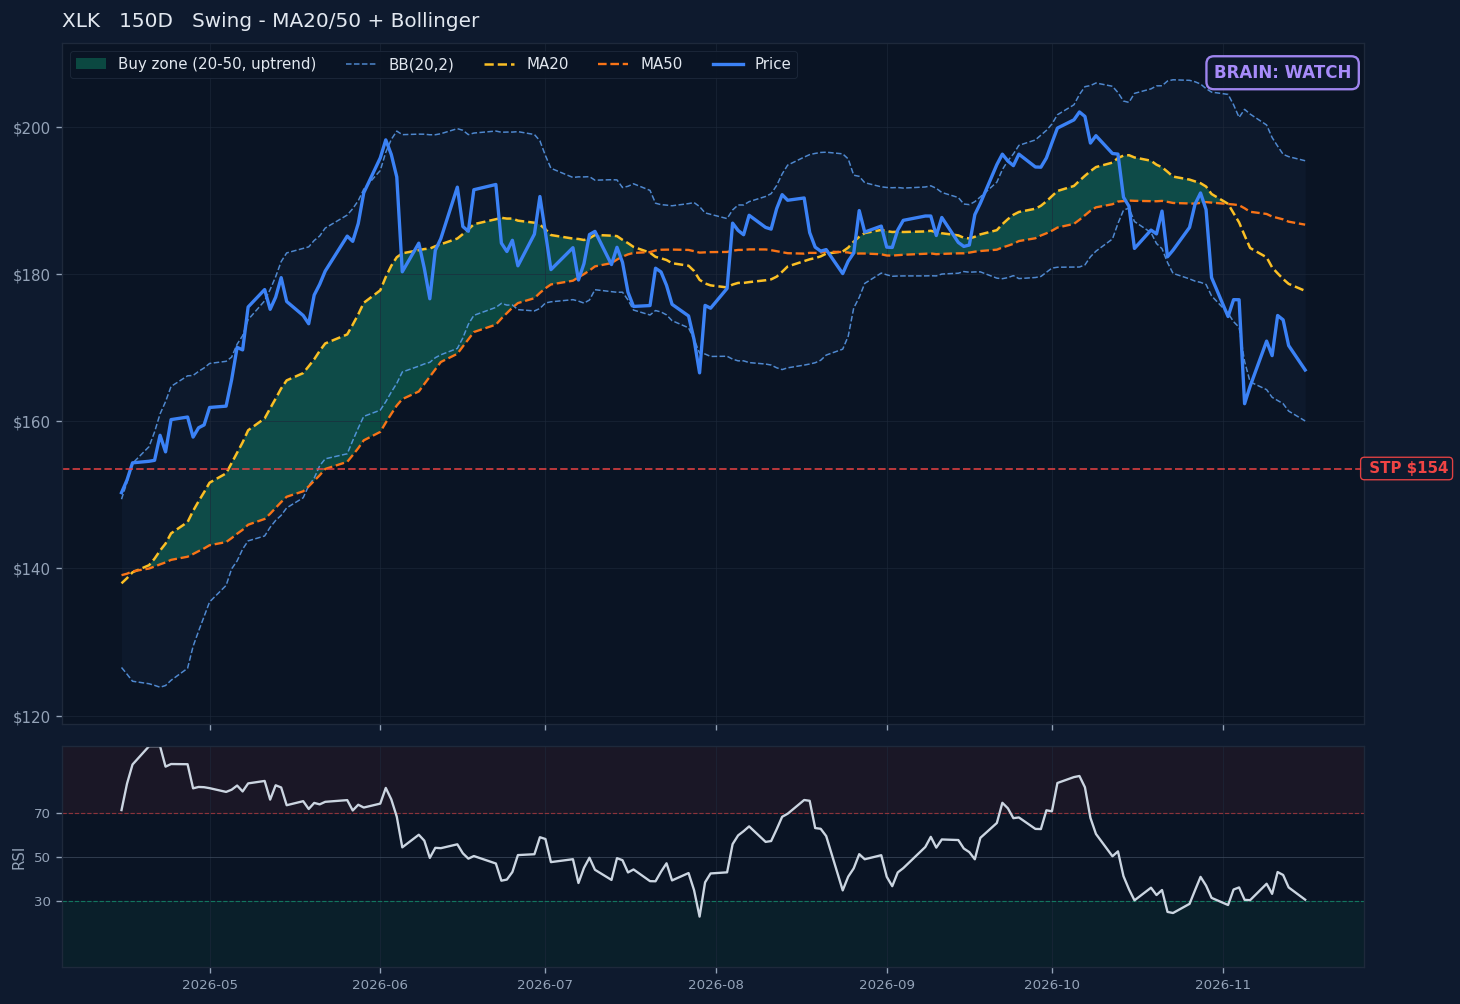 XLK 150D Swing - MA20/50 + Bollinger
Buy zone (20-50, uptrend) BB(20,2) MA20 MA50 Price
BRAIN: WATCH
$200
$180
$160
STP $154
$140
$120
70
50
30
RSI
2026-05 2026-06 2026-07 2026-08 2026-09 2026-10 2026-11